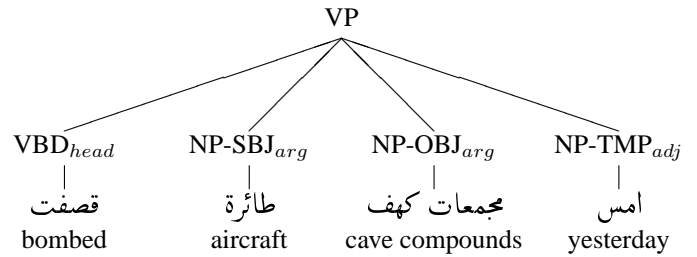 VP
VBDhead NP-SBJarg NP-OBJarg NP-TMPadj
قصفت طائرة مجمعات كهف امس
bombed aircraft cave compounds yesterday